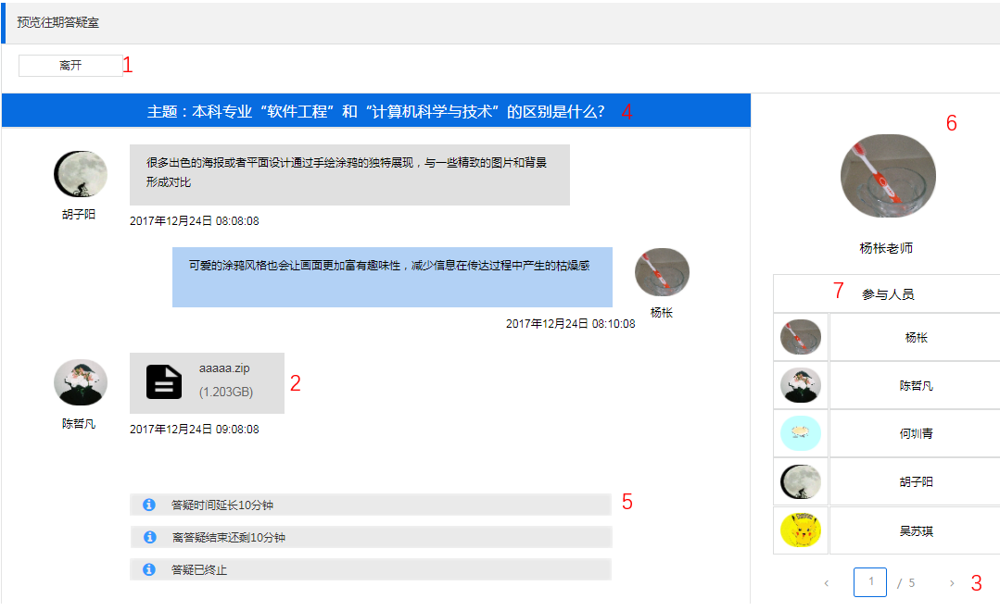 预览往期答疑室
离开
1
主题：本科专业“软件工程”和“计算机科学与技术”的区别是什么？
4
很多出色的海报或者平面设计通过手绘涂鸦的独特展现，与一些精致的图片和背景
形成对比
胡子阳
2017年12月24日 08:08:08
可爱的涂鸦风格也会让画面更加富有趣味性，减少信息在传达过程中产生的枯燥感
杨枨
2017年12月24日 08:10:08
aaaaa.zip
(1.203GB)
2
陈哲凡
2017年12月24日 09:08:08
答疑时间延长10分钟
5
离答疑结束还剩10分钟
答疑已终止
6
杨枨老师
7
参与人员
杨枨
陈哲凡
何圳青
胡子阳
吴苏琪
‹ 1 / 5 ›
3